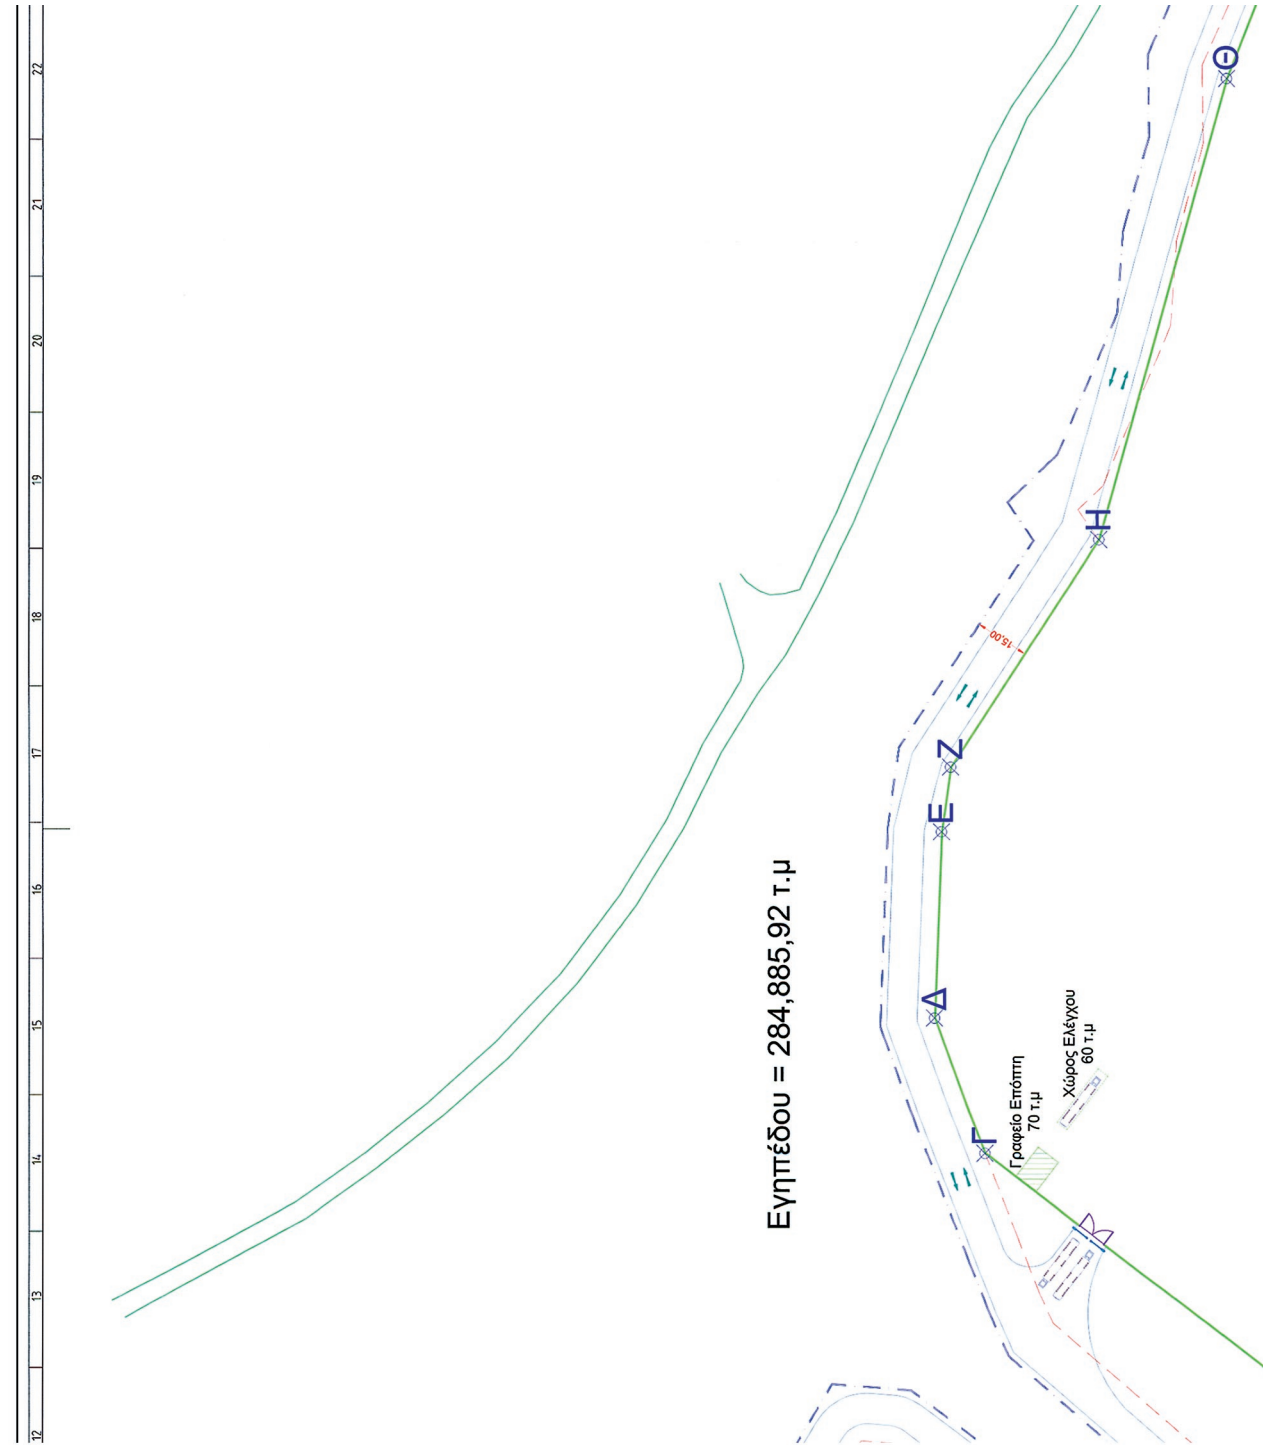 22
21
20
19
18
17
16
15
14
13
12
Θ
Η
15,00
Ζ
Ε
Δ
Γ
Εγηπέδου = 284,885,92 τ.μ
Γραφείο Επόπτη
70 τ.μ
Χώρος Ελέγχου
60 τ.μ